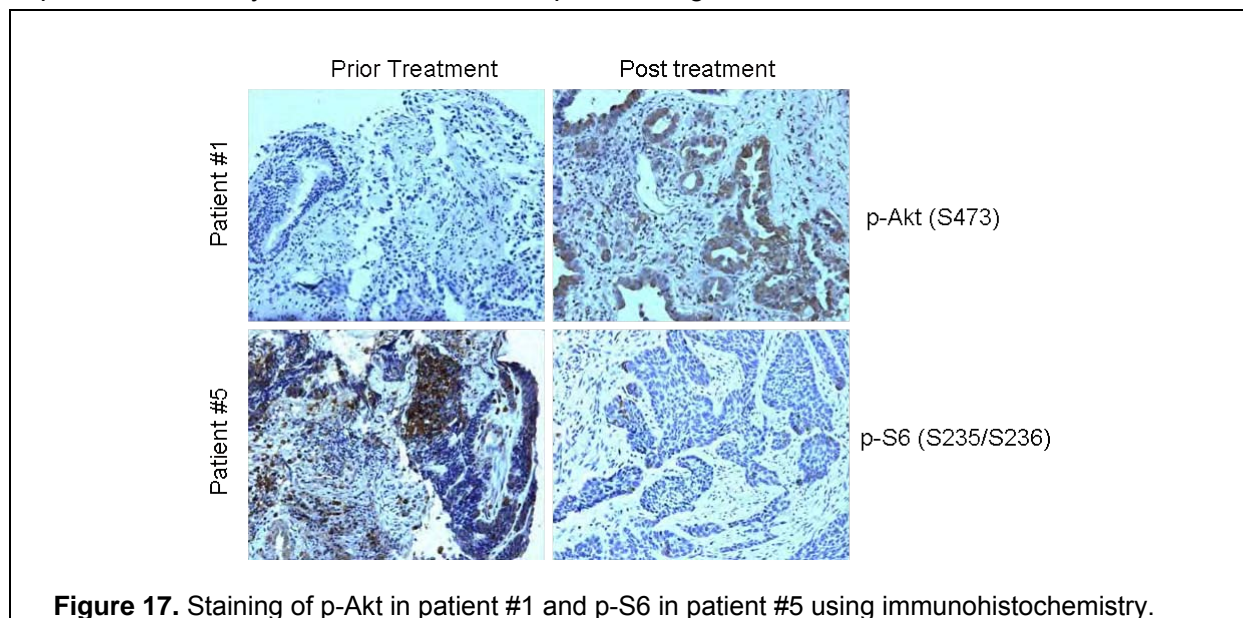 Prior Treatment Post treatment
Patient #1
p-Akt (S473)
Patient #5
p-S6 (S235/S236)
Figure 17. Staining of p-Akt in patient #1 and p-S6 in patient #5 using immunohistochemistry.